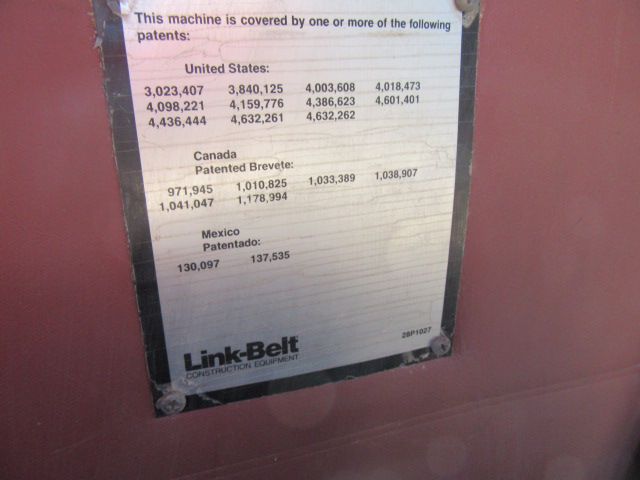 This machine is covered by one or more of the following
patents:
United States:
3,023,407 3,840,125 4,003,608 4,018,473
4,098,221 4,159,776 4,386,623 4,601,401
4,436,444 4,632,261 4,632,262
Canada
Patented Brevete:
971,945 1,010,825 1,033,389 1,038,907
1,041,047 1,178,994
Mexico
Patentado:
130,097 137,535
Link-Belt
CONSTRUCTION EQUIPMENT
28P1027